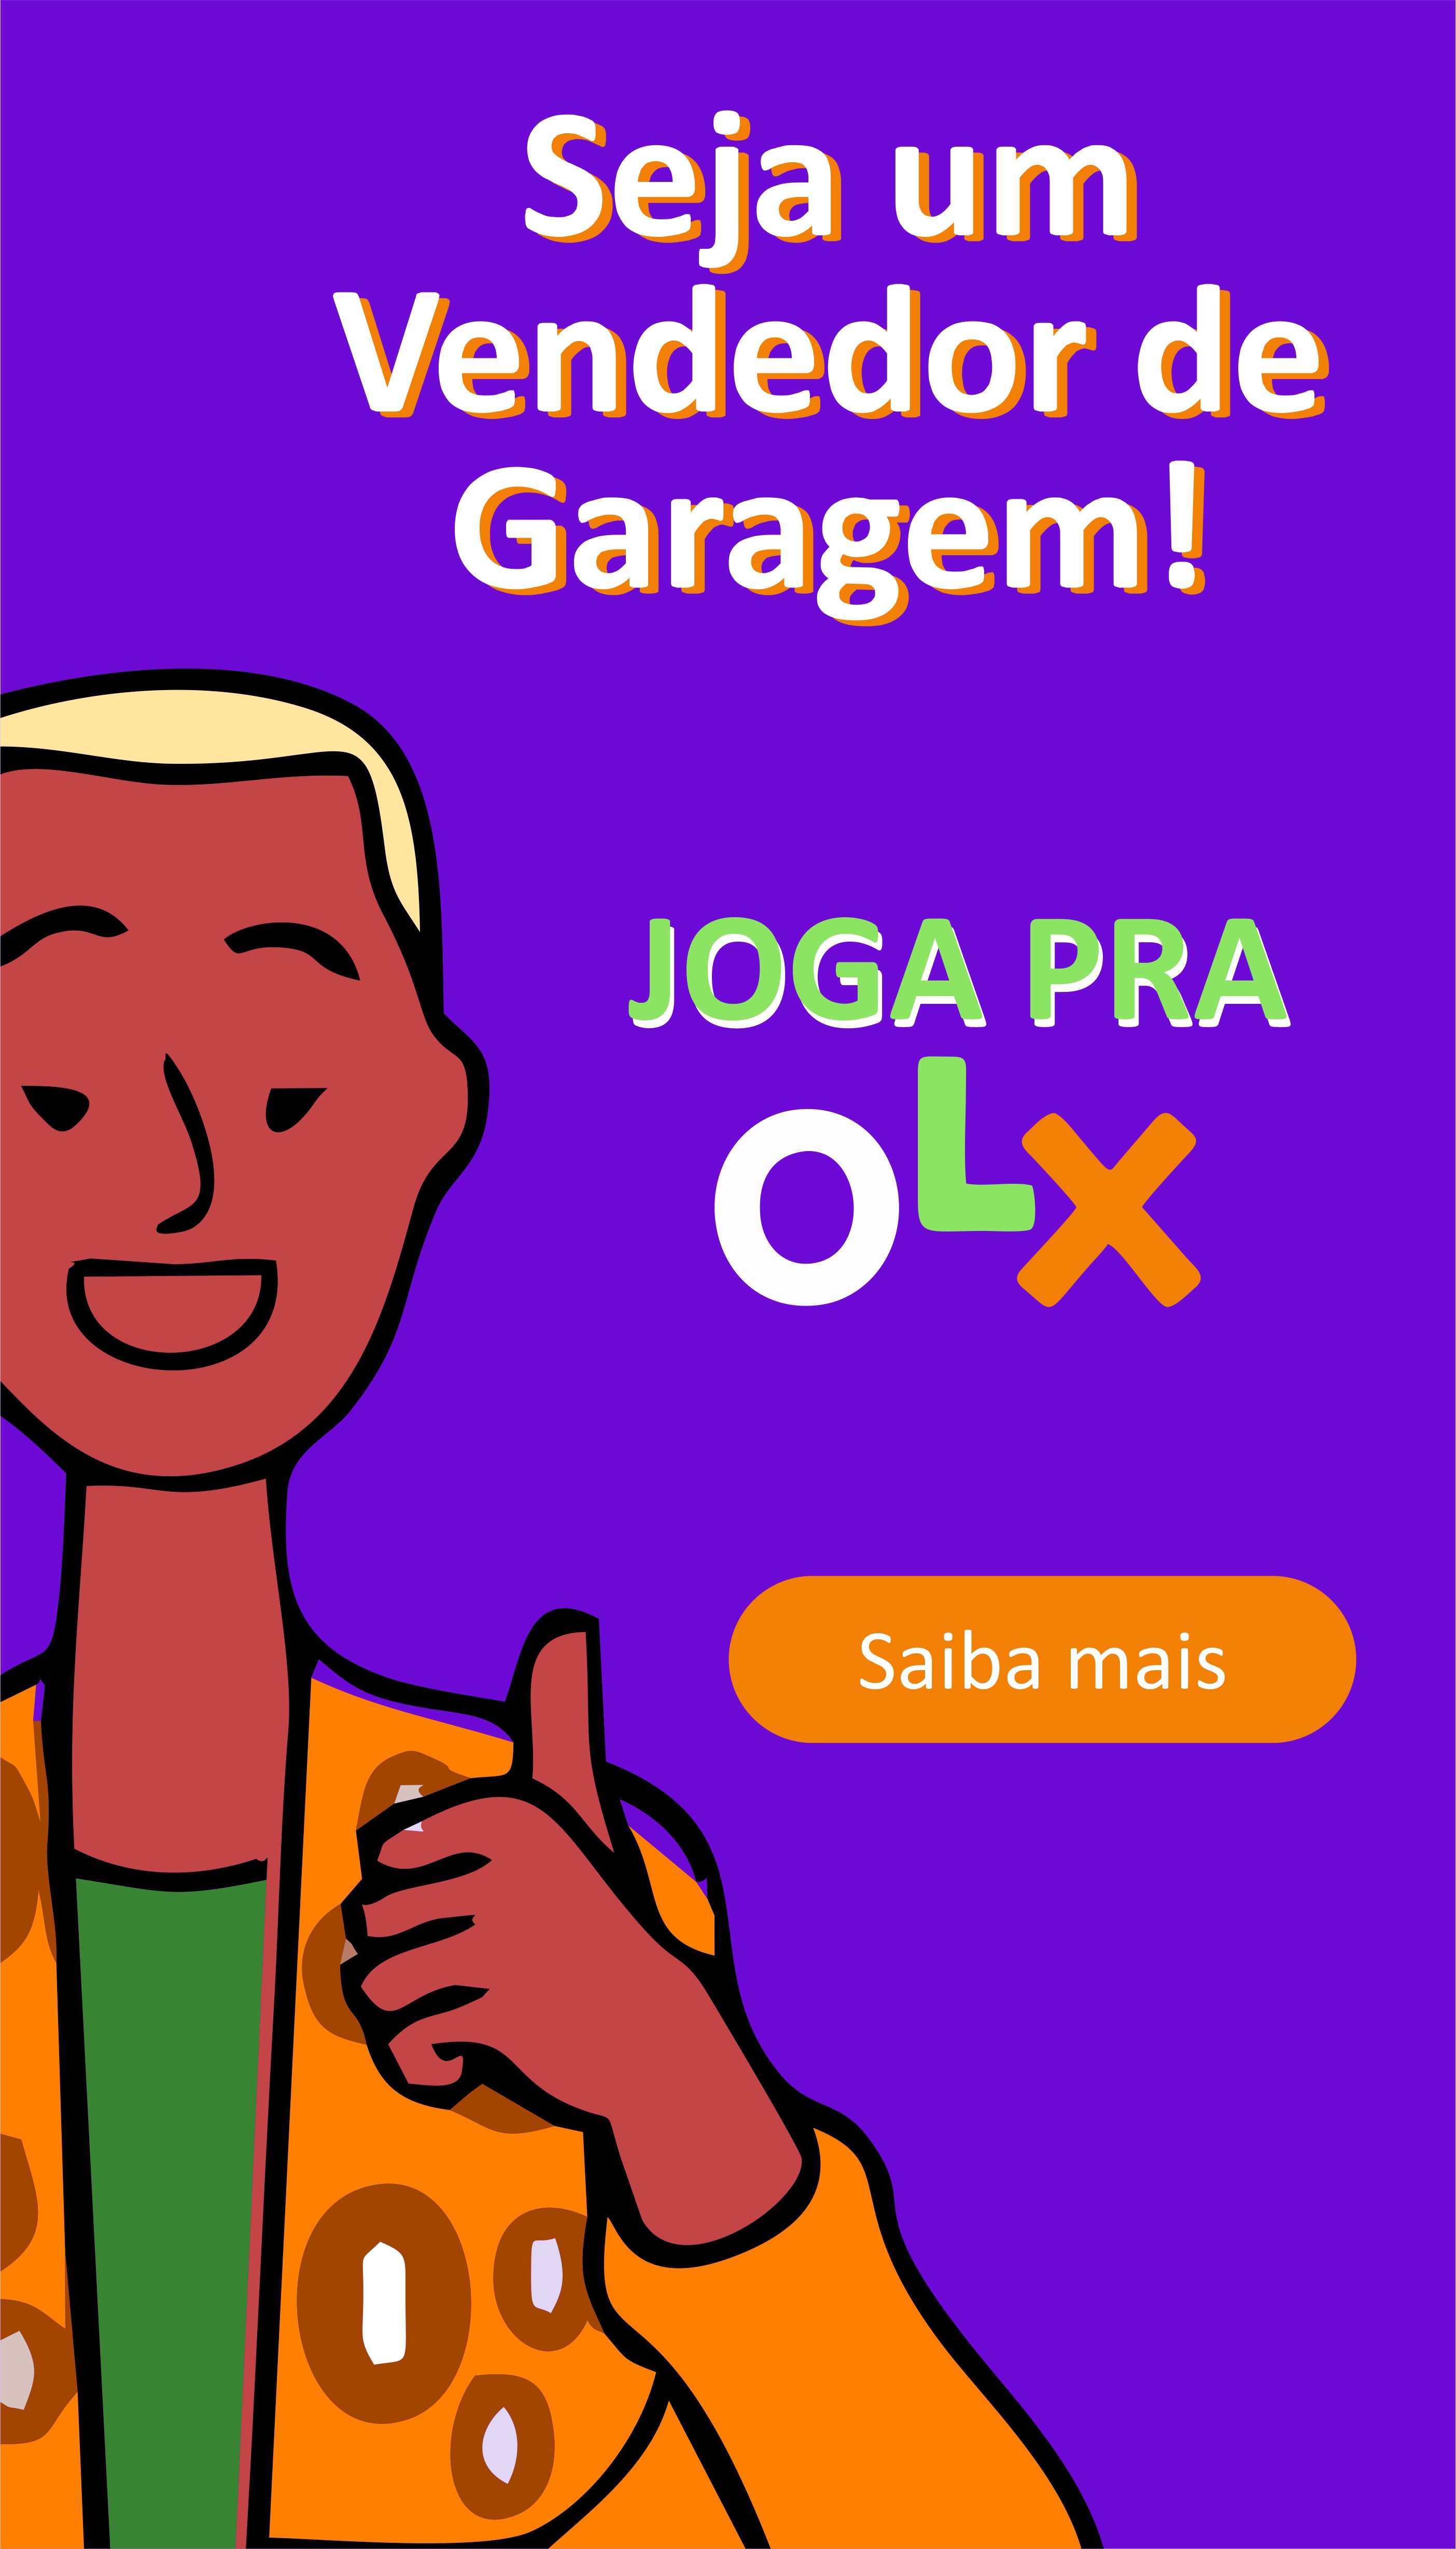 Seja um
Vendedor de
Garagem!
JOGA PRA
OLX
Saiba mais